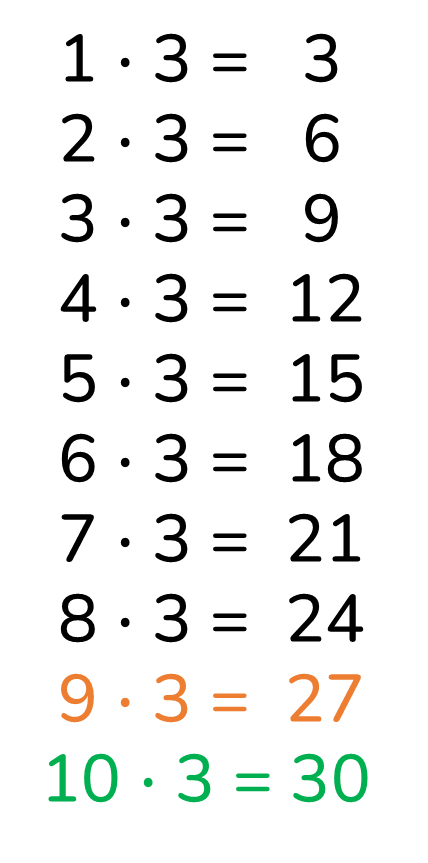 1 · 3 = 3
2 · 3 = 6
3 · 3 = 9
4 · 3 = 12
5 · 3 = 15
6 · 3 = 18
7 · 3 = 21
8 · 3 = 24
9 · 3 = 27
10 · 3 = 30